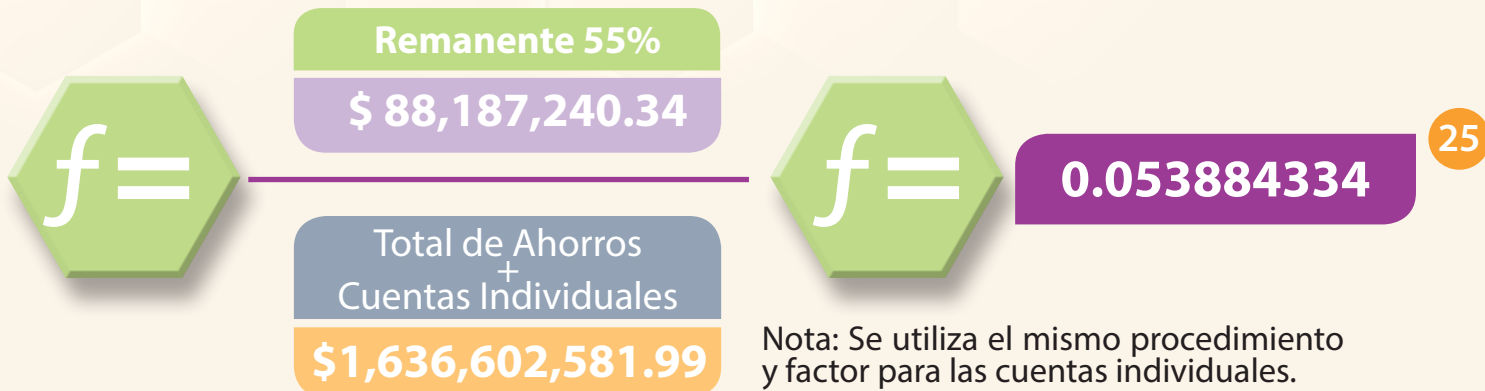 f=
Remanente 55%
$ 88,187,240.34
Total de Ahorros
+
Cuentas Individuales
$1,636,602,581.99
f=
0.053884334
25
Nota: Se utiliza el mismo procedimiento
y factor para las cuentas individuales.